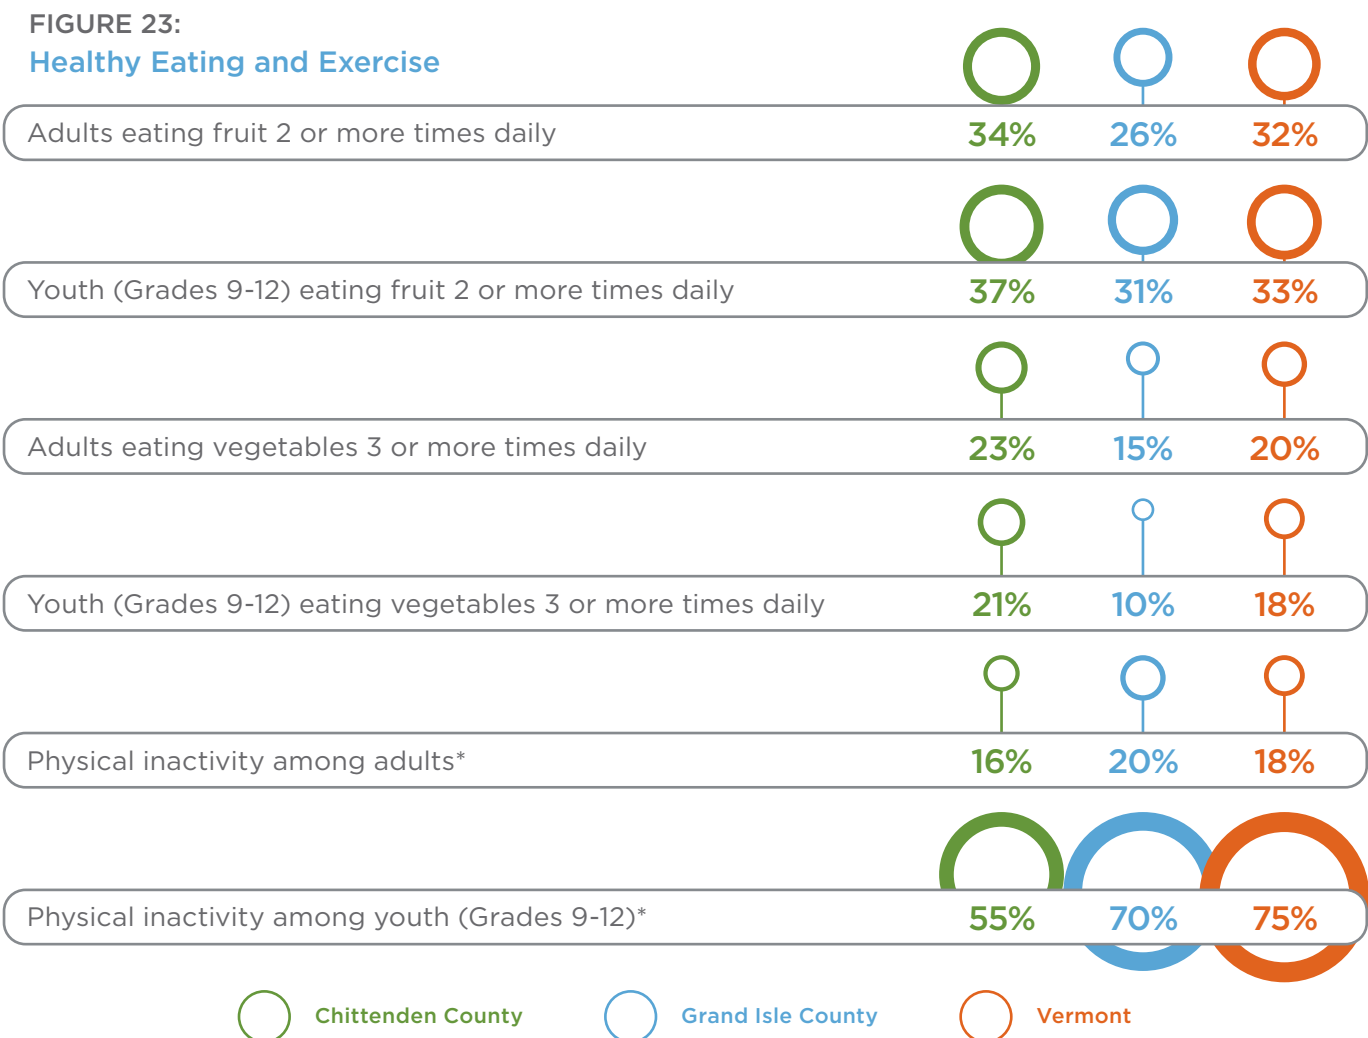 FIGURE 23:
Healthy Eating and Exercise
Adults eating fruit 2 or more times daily 34% 26% 32%
Youth (Grades 9-12) eating fruit 2 or more times daily 37% 31% 33%
Adults eating vegetables 3 or more times daily 23% 15% 20%
Youth (Grades 9-12) eating vegetables 3 or more times daily 21% 10% 18%
Physical inactivity among adults* 16% 20% 18%
Physical inactivity among youth (Grades 9-12)* 55% 70% 75%
Chittenden County Grand Isle County Vermont